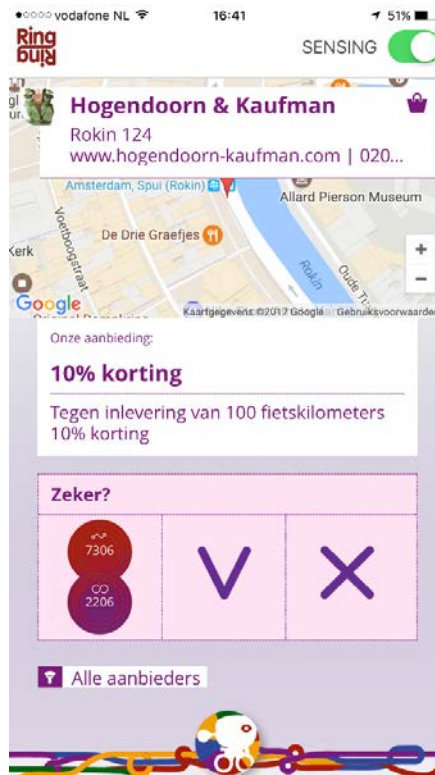 vodafone NL 16:41 51%
Ring
Ring
SENSING
Hogendoorn & Kaufman
Rokin 124
www.hogendoorn-kaufman.com | 020...
Amsterdam, Spui (Rokin)
Allard Pierson Museum
Voetboogstraat
De Drie Graefjes
Kerk
Rokin
Oude Tu
Google
Kaartgegevens ©2017 Google Gebruiksvoorwaarden
Onze aanbieding:
10% korting
Tegen inlevering van 100 fietskilometers
10% korting
Zeker?
7306
2206
Alle aanbieders